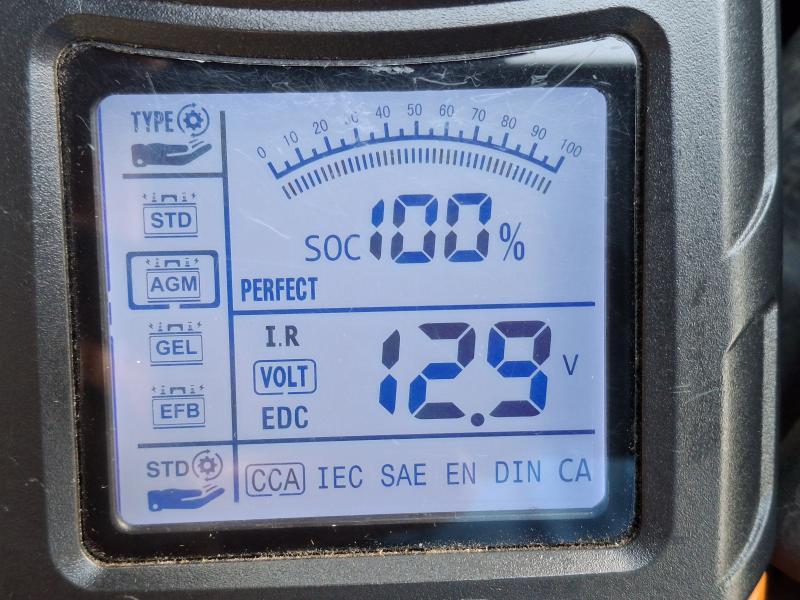 TYPE
STD
AGM
GEL
EFB
STD
0 10 20 30 40 50 60 70 80 90 100
SOC 100 %
PERFECT
I.R
VOLT
EDC
12.9 V
CCA IEC SAE EN DIN CA